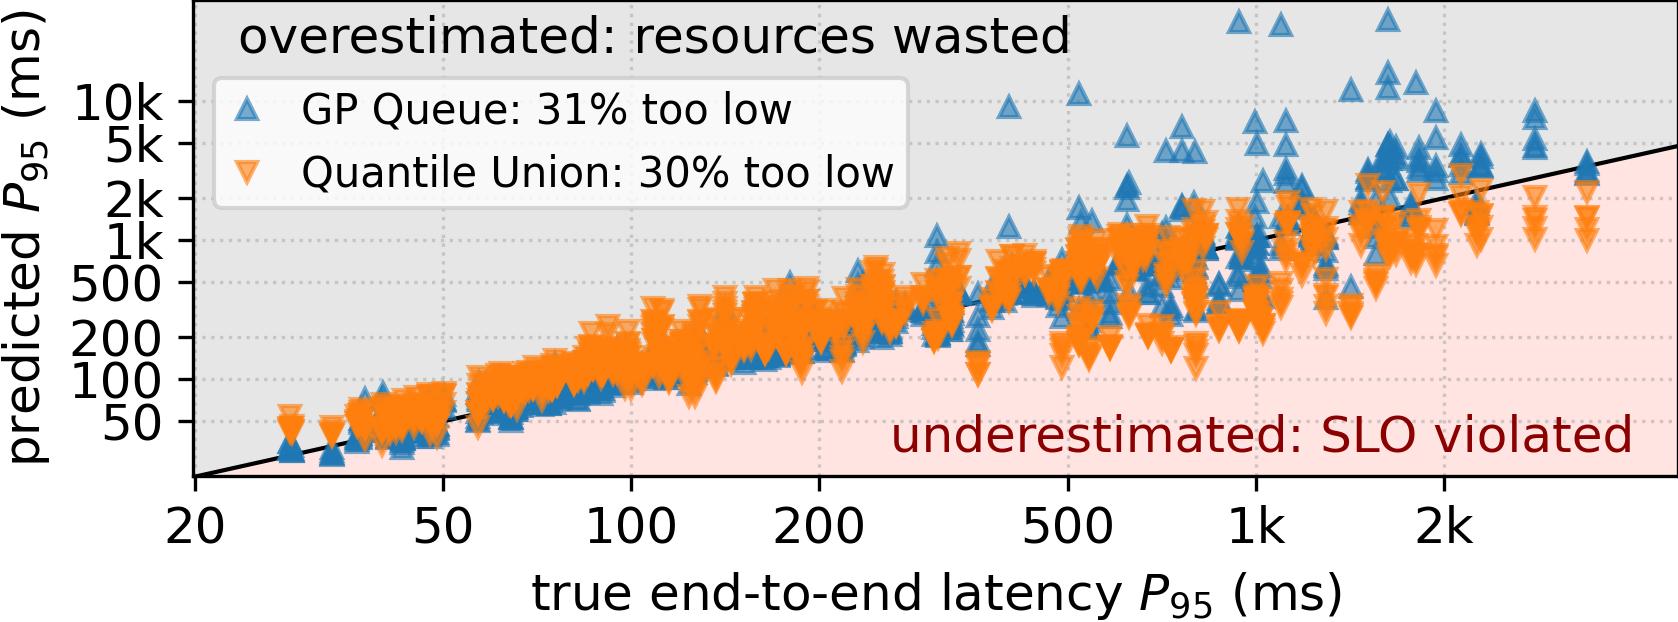 predicted P95 (ms)
overestimated: resources wasted
GP Queue: 31% too low
Quantile Union: 30% too low
10k
5k
2k
1k
500
200
100
50
underestimated: SLO violated
20 50 100 200 500 1k 2k
true end-to-end latency P95 (ms)